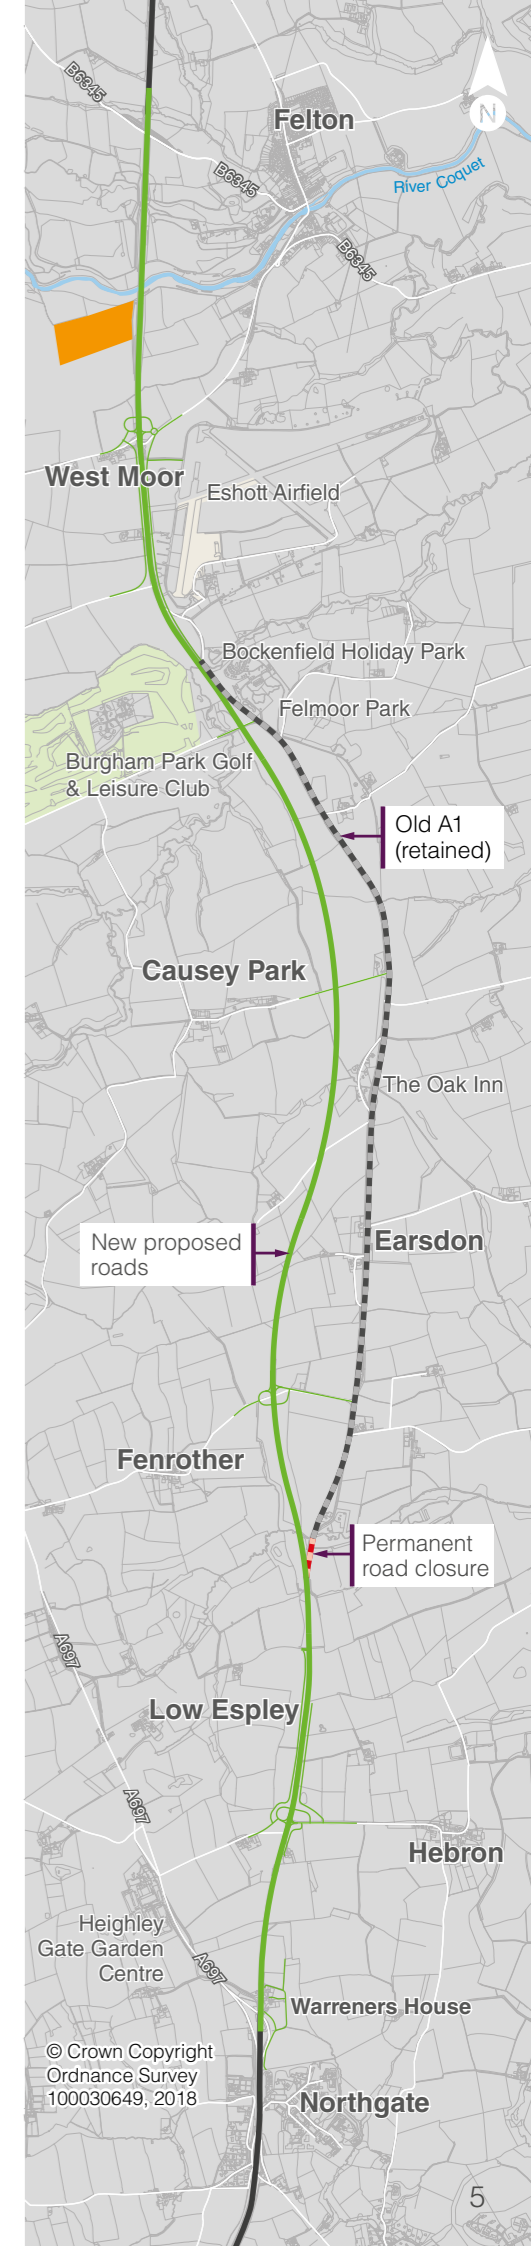 B6345
Felton
N
B6345
River Coquet
B6345
West Moor
Eshott Airfield
Bockenfield Holiday Park
Felmoor Park
Burgham Park Golf
& Leisure Club
Old A1
(retained)
Causey Park
The Oak Inn
New proposed
roads
Earsdon
Fenrother
Permanent
road closure
A697
Low Espley
A697
Hebron
Heighley
Gate Garden
Centre
A697
Warreners House
© Crown Copyright
Ordnance Survey
100030649, 2018
Northgate
5